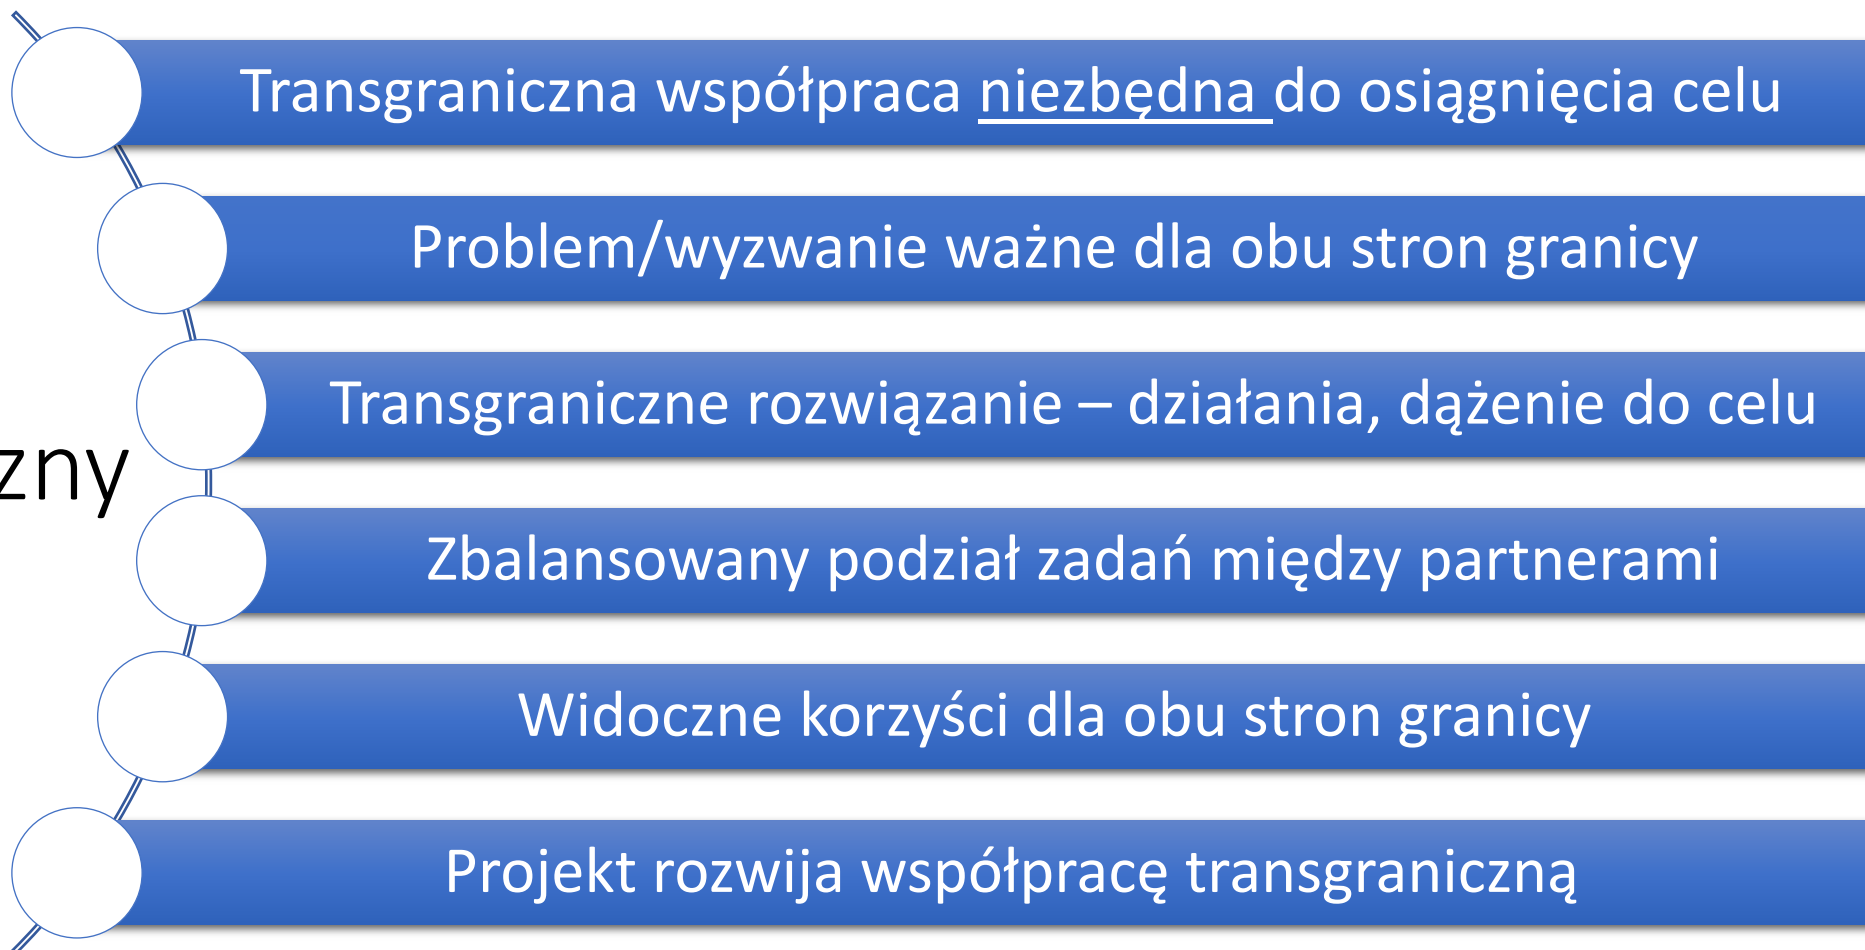 Transgraniczna współpraca niezbędna do osiągnięcia celu
Problem/wyzwanie ważne dla obu stron granicy
Transgraniczne rozwiązanie – działania, dążenie do celu
zny
Zbalansowany podział zadań między partnerami
Widoczne korzyści dla obu stron granicy
Projekt rozwija współpracę transgraniczną